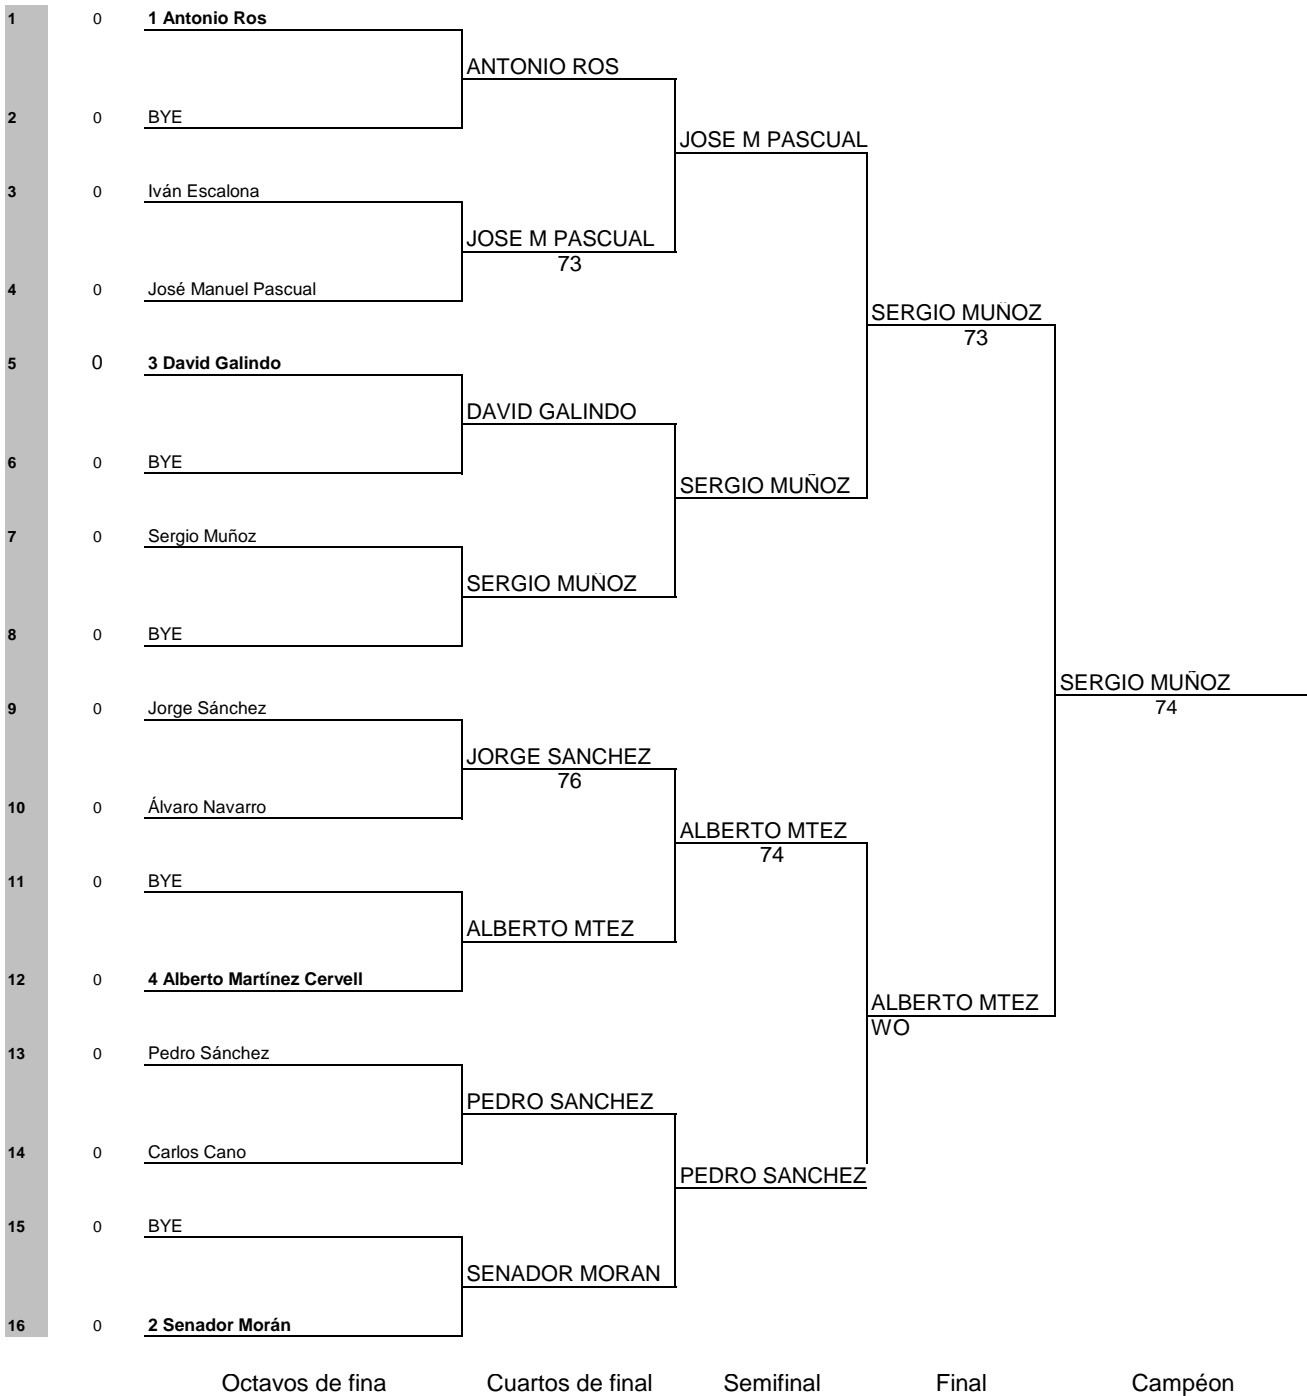 1 0 1 Antonio Ros
ANTONIO ROS
2 0 BYE
JOSE M PASCUAL
3 0 Iván Escalona
JOSE M PASCUAL
73
4 0 José Manuel Pascual
SERGIO MUÑOZ
73
5 0 3 David Galindo
DAVID GALINDO
6 0 BYE
SERGIO MUÑOZ
7 0 Sergio Muñoz
SERGIO MUÑOZ
8 0 BYE
SERGIO MUÑOZ
74
9 0 Jorge Sánchez
JORGE SANCHEZ
76
10 0 Álvaro Navarro
ALBERTO MTEZ
74
11 0 BYE
ALBERTO MTEZ
12 0 4 Alberto Martínez Cervell
ALBERTO MTEZ
WO
13 0 Pedro Sánchez
PEDRO SANCHEZ
14 0 Carlos Cano
PEDRO SANCHEZ
15 0 BYE
SENADOR MORAN
16 0 2 Senador Morán
Octavos de fina Cuartos de final Semifinal Final Campéon